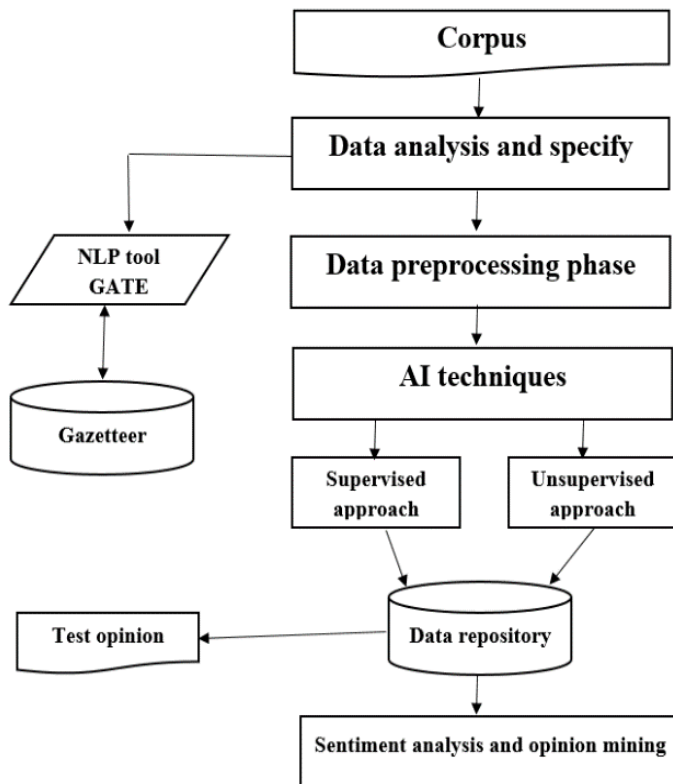 Corpus
Data analysis and specify
NLP tool
GATE
Data preprocessing phase
AI techniques
Gazetteer
Supervised
approach
Unsupervised
approach
Test opinion
Data repository
Sentiment analysis and opinion mining